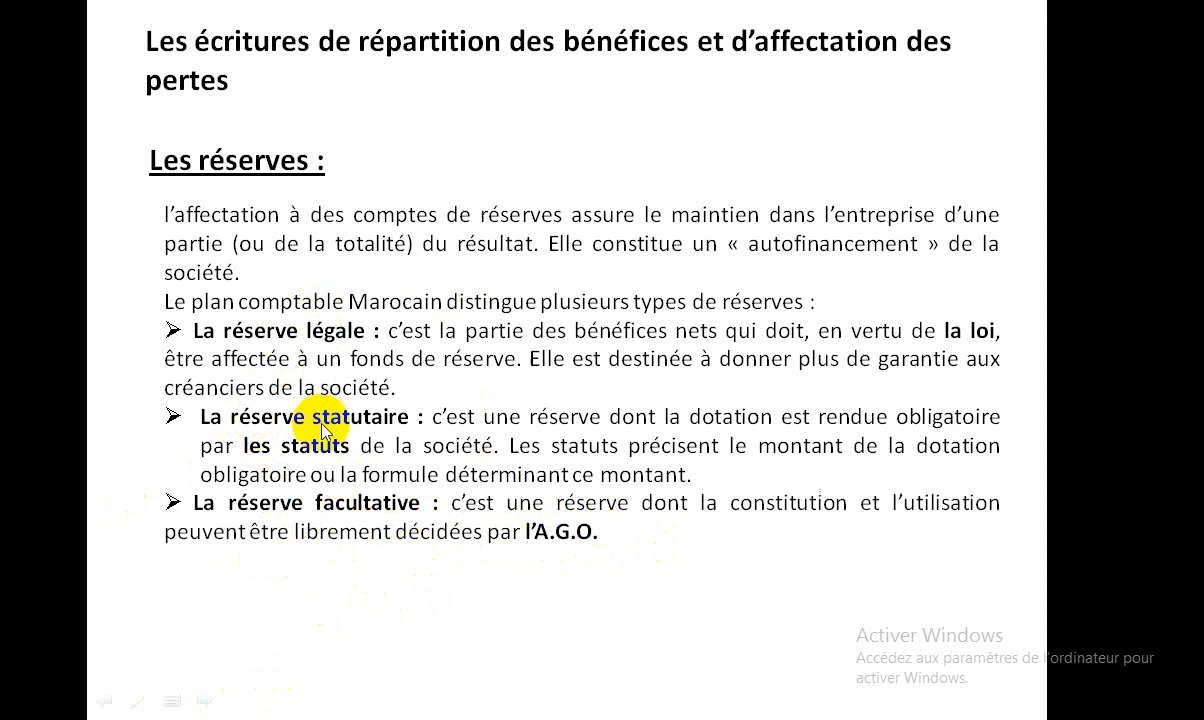 Les écritures de répartition des bénéfices et d’affectation des
pertes
Les réserves :
l’affectation à des comptes de réserves assure le maintien dans l’entreprise d’une
partie (ou de la totalité) du résultat. Elle constitue un « autofinancement » de la
société.
Le plan comptable Marocain distingue plusieurs types de réserves :
➢ La réserve légale : c’est la partie des bénéfices nets qui doit, en vertu de la loi,
être affectée à un fonds de réserve. Elle est destinée à donner plus de garantie aux
créanciers de la société.
➢ La réserve statutaire : c’est une réserve dont la dotation est rendue obligatoire
par les statuts de la société. Les statuts précisent le montant de la dotation
obligatoire ou la formule déterminant ce montant.
➢ La réserve facultative : c’est une réserve dont la constitution et l’utilisation
peuvent être librement décidées par l’A.G.O.
Activer Windows
Accédez aux paramètres de l'ordinateur pour
activer Windows.